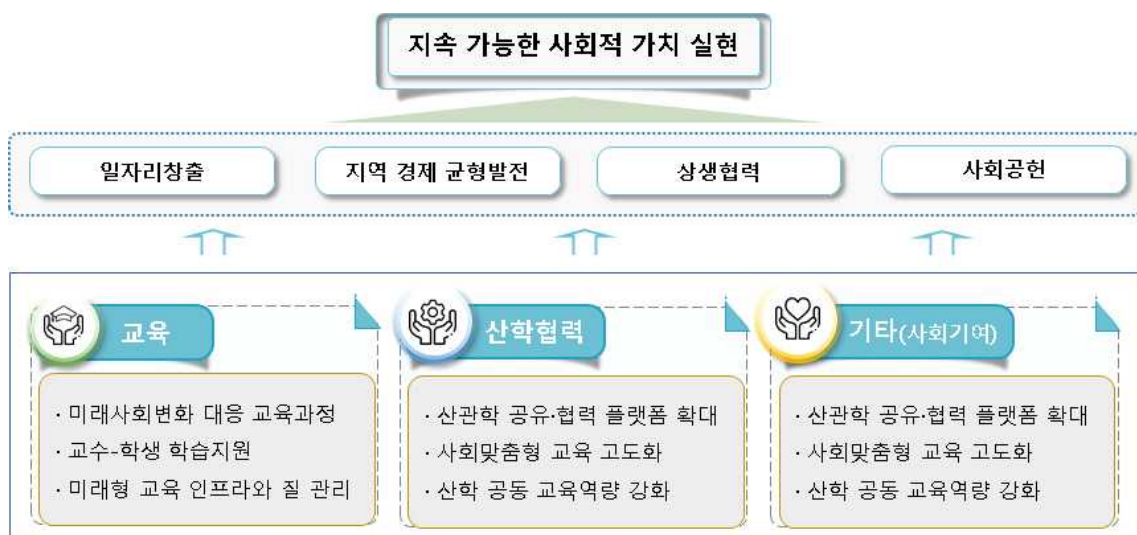 지속 가능한 사회적 가치 실현
일자리창출
지역 경제 균형발전
상생협력
사회공헌
교육
· 미래사회변화 대응 교육과정
· 교수-학생 학습지원
· 미래형 교육 인프라와 질 관리
산학협력
· 산관학 공유·협력 플랫폼 확대
· 사회맞춤형 교육 고도화
· 산학 공동 교육역량 강화
기타(사회기여)
· 산관학 공유·협력 플랫폼 확대
· 사회맞춤형 교육 고도화
· 산학 공동 교육역량 강화